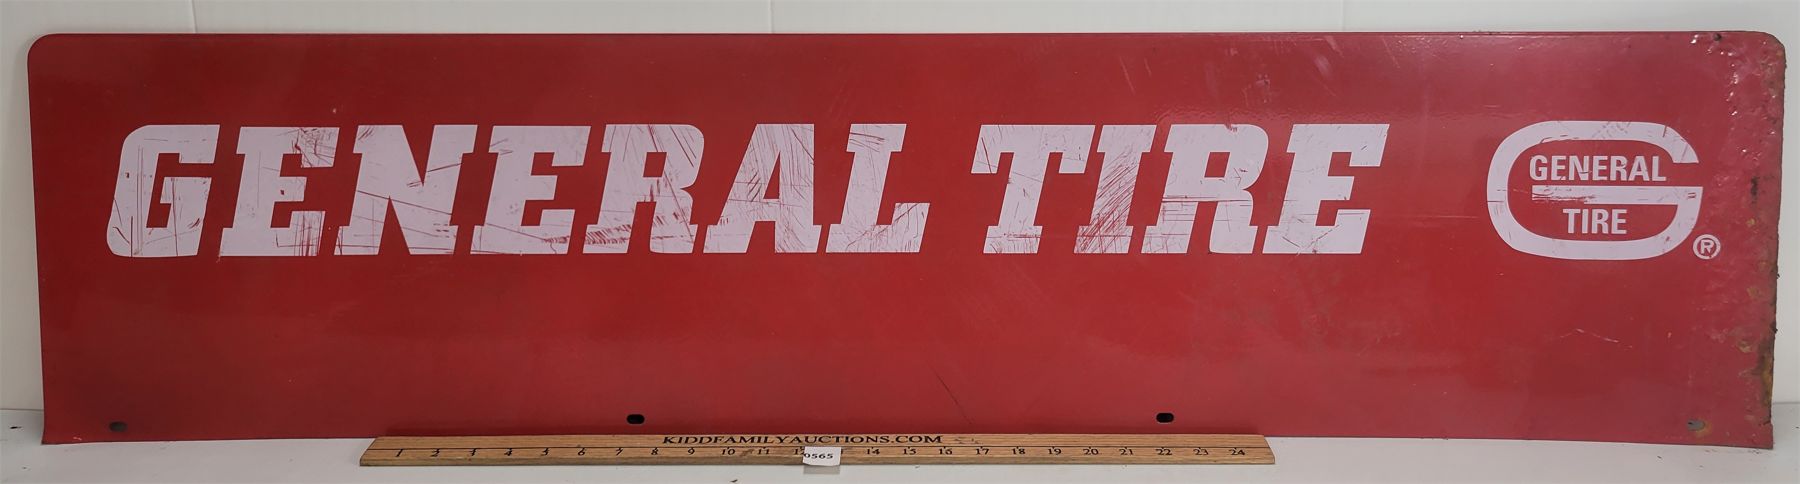 GENERAL TIRE
GENERAL
TIRE
®
KIDDFAMILYAUCTIONS.COM
1 2 3 4 5 6 7 8 9 10 11 14 15 16 17 18 19 20 21 22 23 24
0565